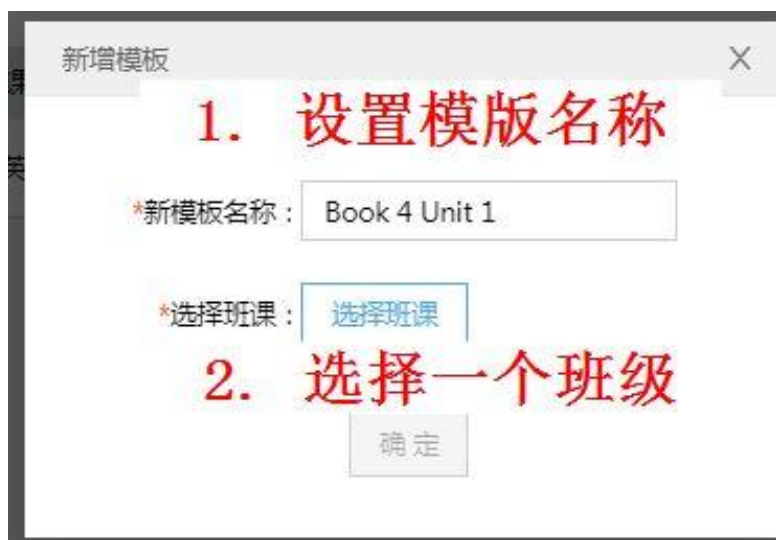 新增模板 X
1. 设置模版名称
*新模板名称： Book 4 Unit 1
*选择班课： 选择班课
2. 选择一个班级
确定